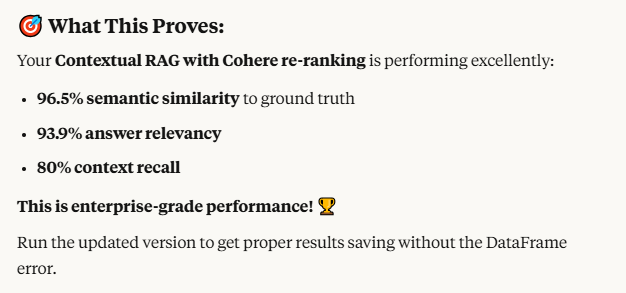 🎯 What This Proves:
Your Contextual RAG with Cohere re-ranking is performing excellently:
• 96.5% semantic similarity to ground truth
• 93.9% answer relevancy
• 80% context recall
This is enterprise-grade performance! 🏆
Run the updated version to get proper results saving without the DataFrame
error.